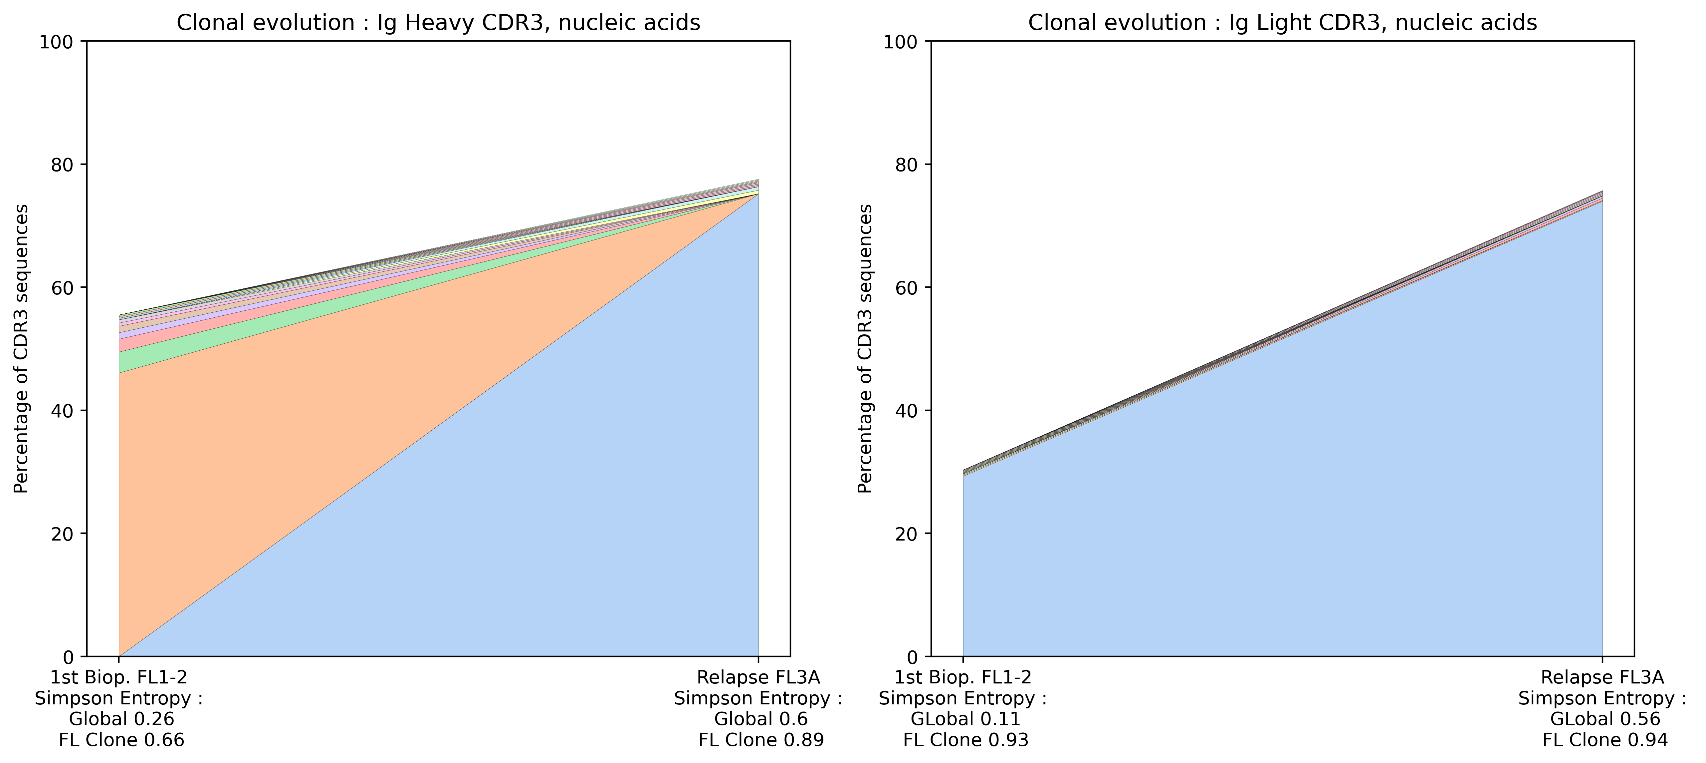 Clonal evolution : Ig Heavy CDR3, nucleic acids
100
80
60
40
20
0
Percentage of CDR3 sequences
1st Biop. FL1-2
Simpson Entropy :
Global 0.26
FL Clone 0.66
Relapse FL3A
Simpson Entropy :
Global 0.6
FL Clone 0.89
Clonal evolution : Ig Light CDR3, nucleic acids
100
80
60
40
20
0
Percentage of CDR3 sequences
1st Biop. FL1-2
Simpson Entropy :
GLobal 0.11
FL Clone 0.93
Relapse FL3A
Simpson Entropy :
GLobal 0.56
FL Clone 0.94